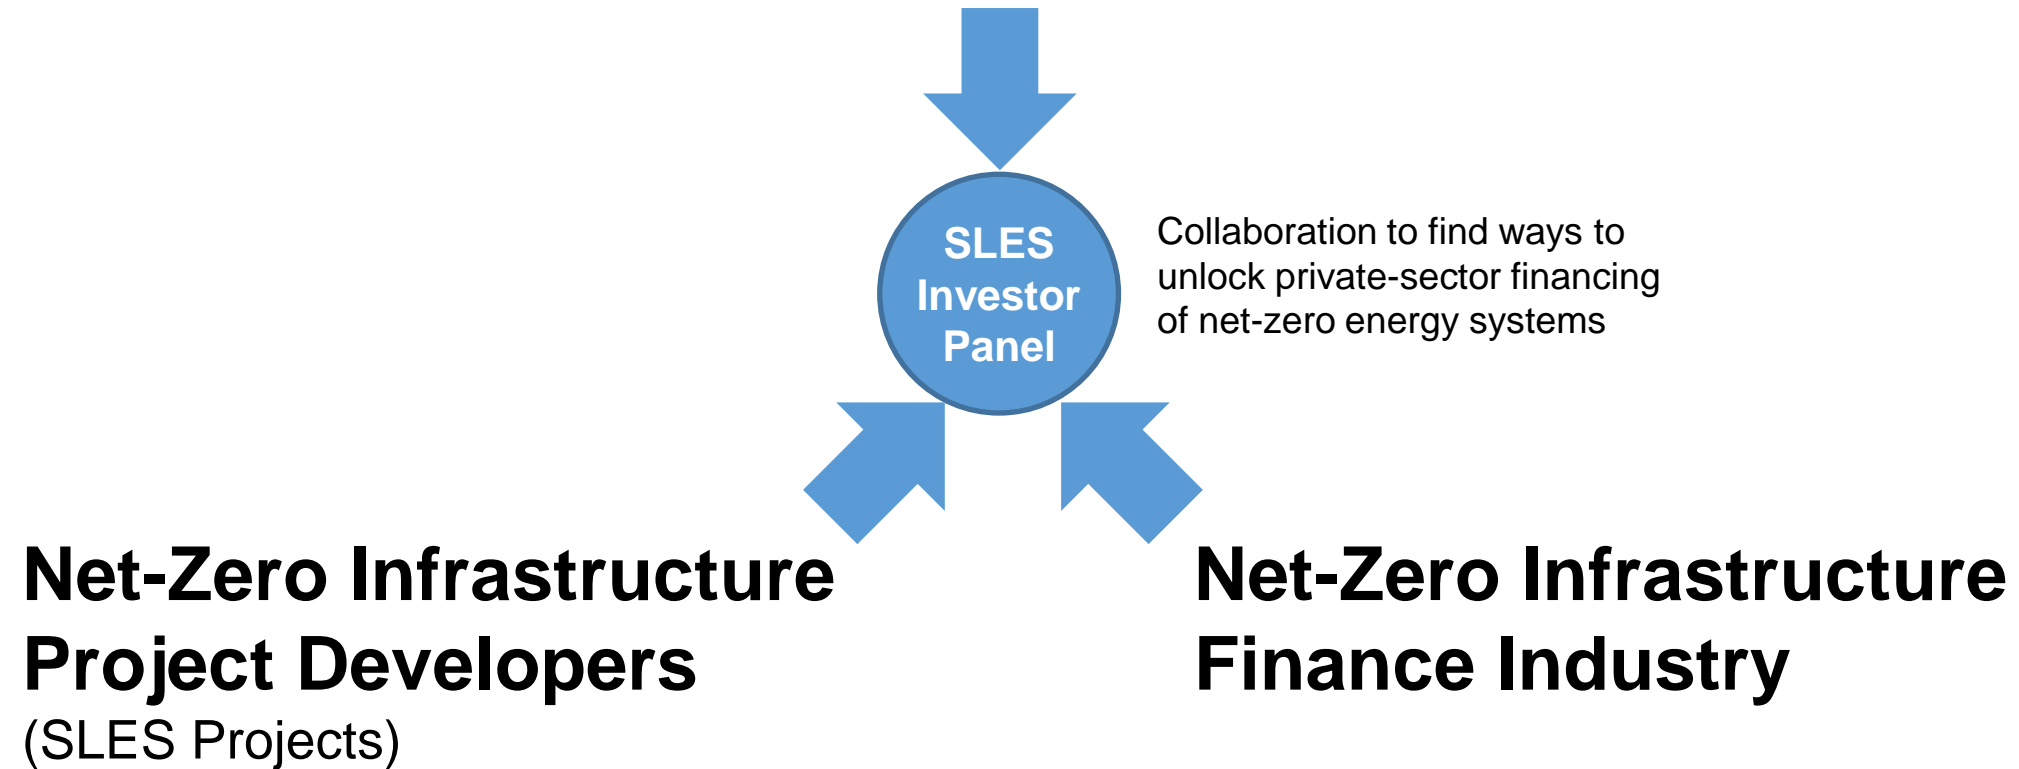 SLES
Investor
Panel
Collaboration to find ways to
unlock private-sector financing
of net-zero energy systems
Net-Zero Infrastructure
Project Developers
(SLES Projects)
Net-Zero Infrastructure
Finance Industry